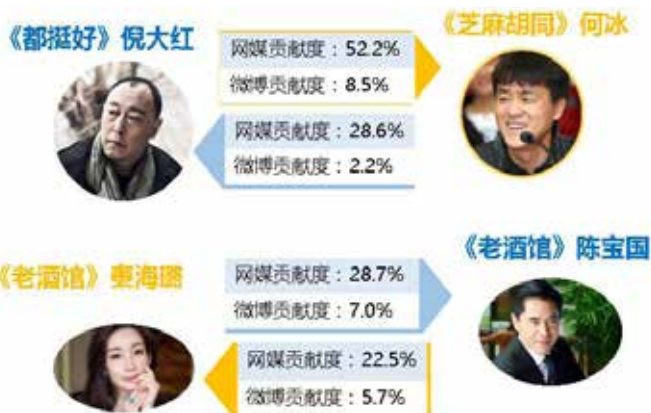 《都挺好》倪大红
《芝麻胡同》何冰
网媒贡献度：52.2%
微博贡献度：8.5%
网媒贡献度：28.6%
微博贡献度：2.2%
《老酒馆》秦海璐
《老酒馆》陈宝国
网媒贡献度：28.7%
微博贡献度：7.0%
网媒贡献度：22.5%
微博贡献度：5.7%